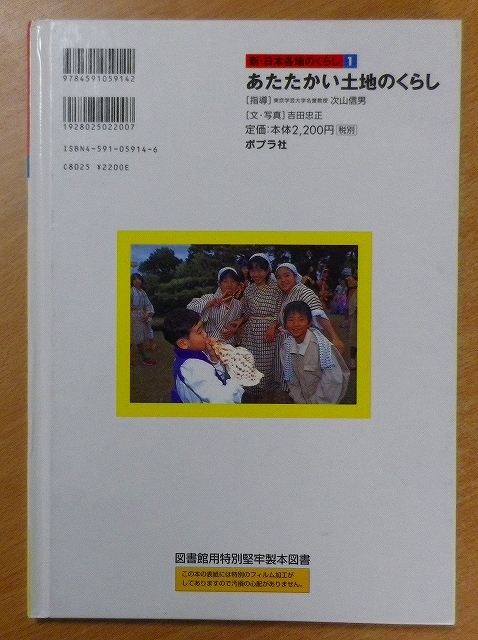 新・日本各地のくらし 1
あたたかい土地のくらし
[指導] 東京学芸大学名誉教授 次山信男
[文・写真] 吉田忠正
定価:本体2,200円 税別
ポプラ社
9784591059142
1928025022007
ISBN4-591-05914-6
C8025 ¥2200E
図書館用特別堅牢製本図書
この本の表紙には特別のフィルム加工が
してありますので汚損の心配がありません。